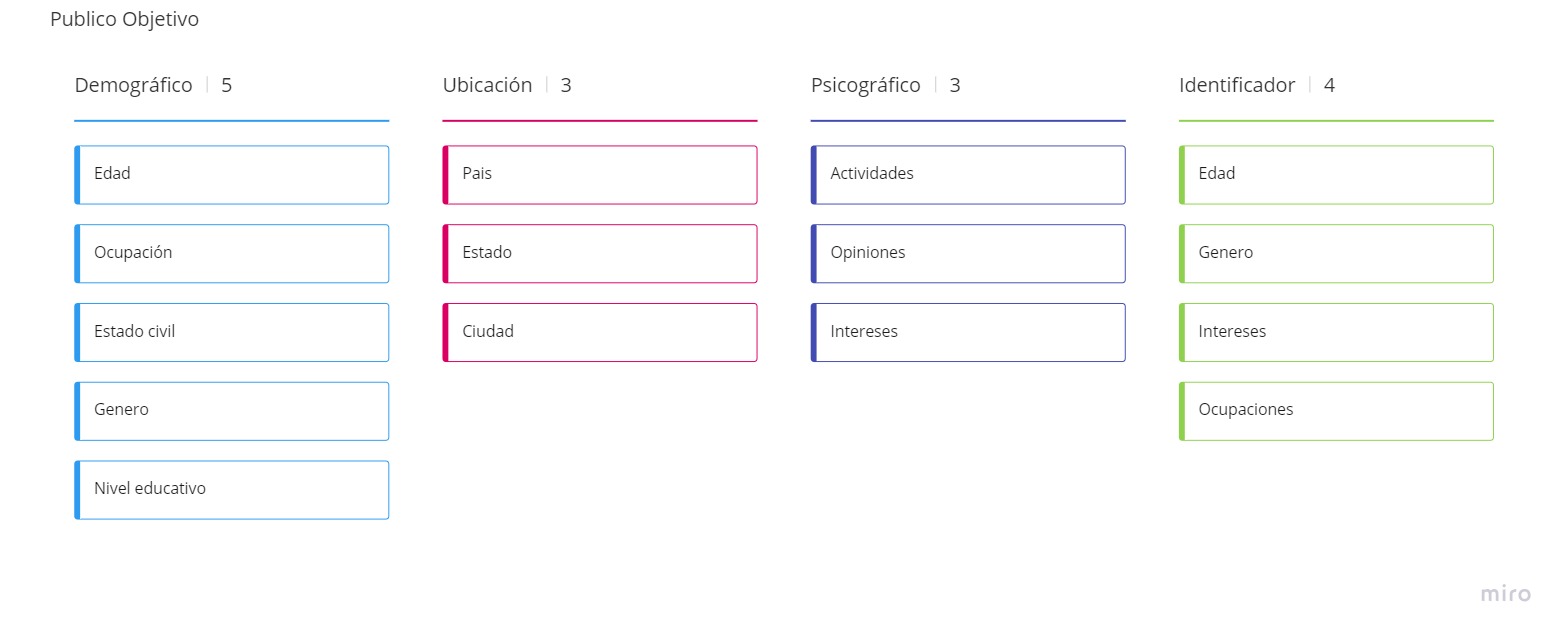 Publico Objetivo
Demográfico | 5
Edad
Ocupación
Estado civil
Genero
Nivel educativo
Ubicación | 3
Pais
Estado
Ciudad
Psicográfico | 3
Actividades
Opiniones
Intereses
Identificador | 4
Edad
Genero
Intereses
Ocupaciones
miro